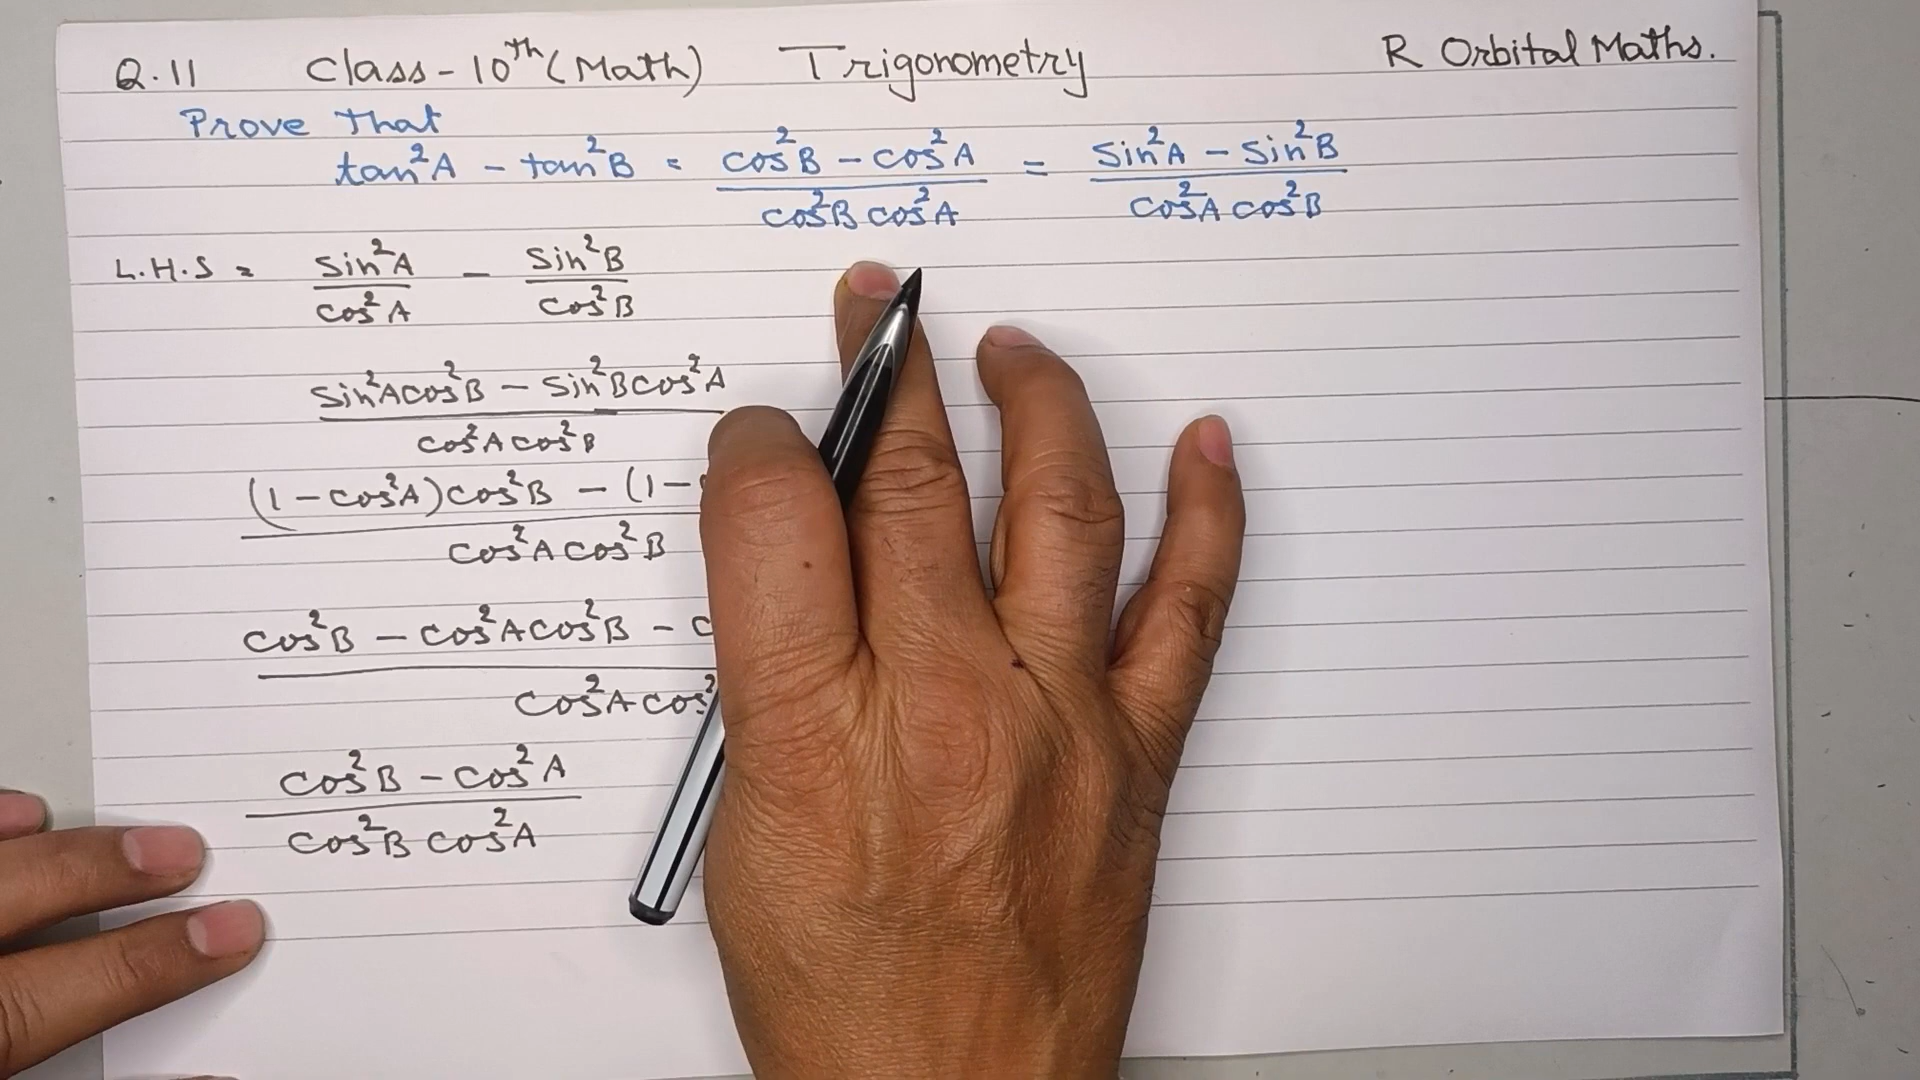 Q.11 Class-10th (Math) Trigonometry R Orbital Maths.
Prove that
tan²A - tan²B = (cos²B - cos²A)/(cos²B cos²A) = (Sin²A - Sin²B)/(cos²A cos²B)
L.H.S = Sin²A/cos²A - Sin²B/cos²B
Sin²A cos²B - Sin²B cos²A
cos²A cos²B
(1 - cos²A) cos²B - (1 -
cos²A cos²B
cos²B - cos²A cos²B -
cos²A cos²
cos²B - cos²A
cos²B cos²A